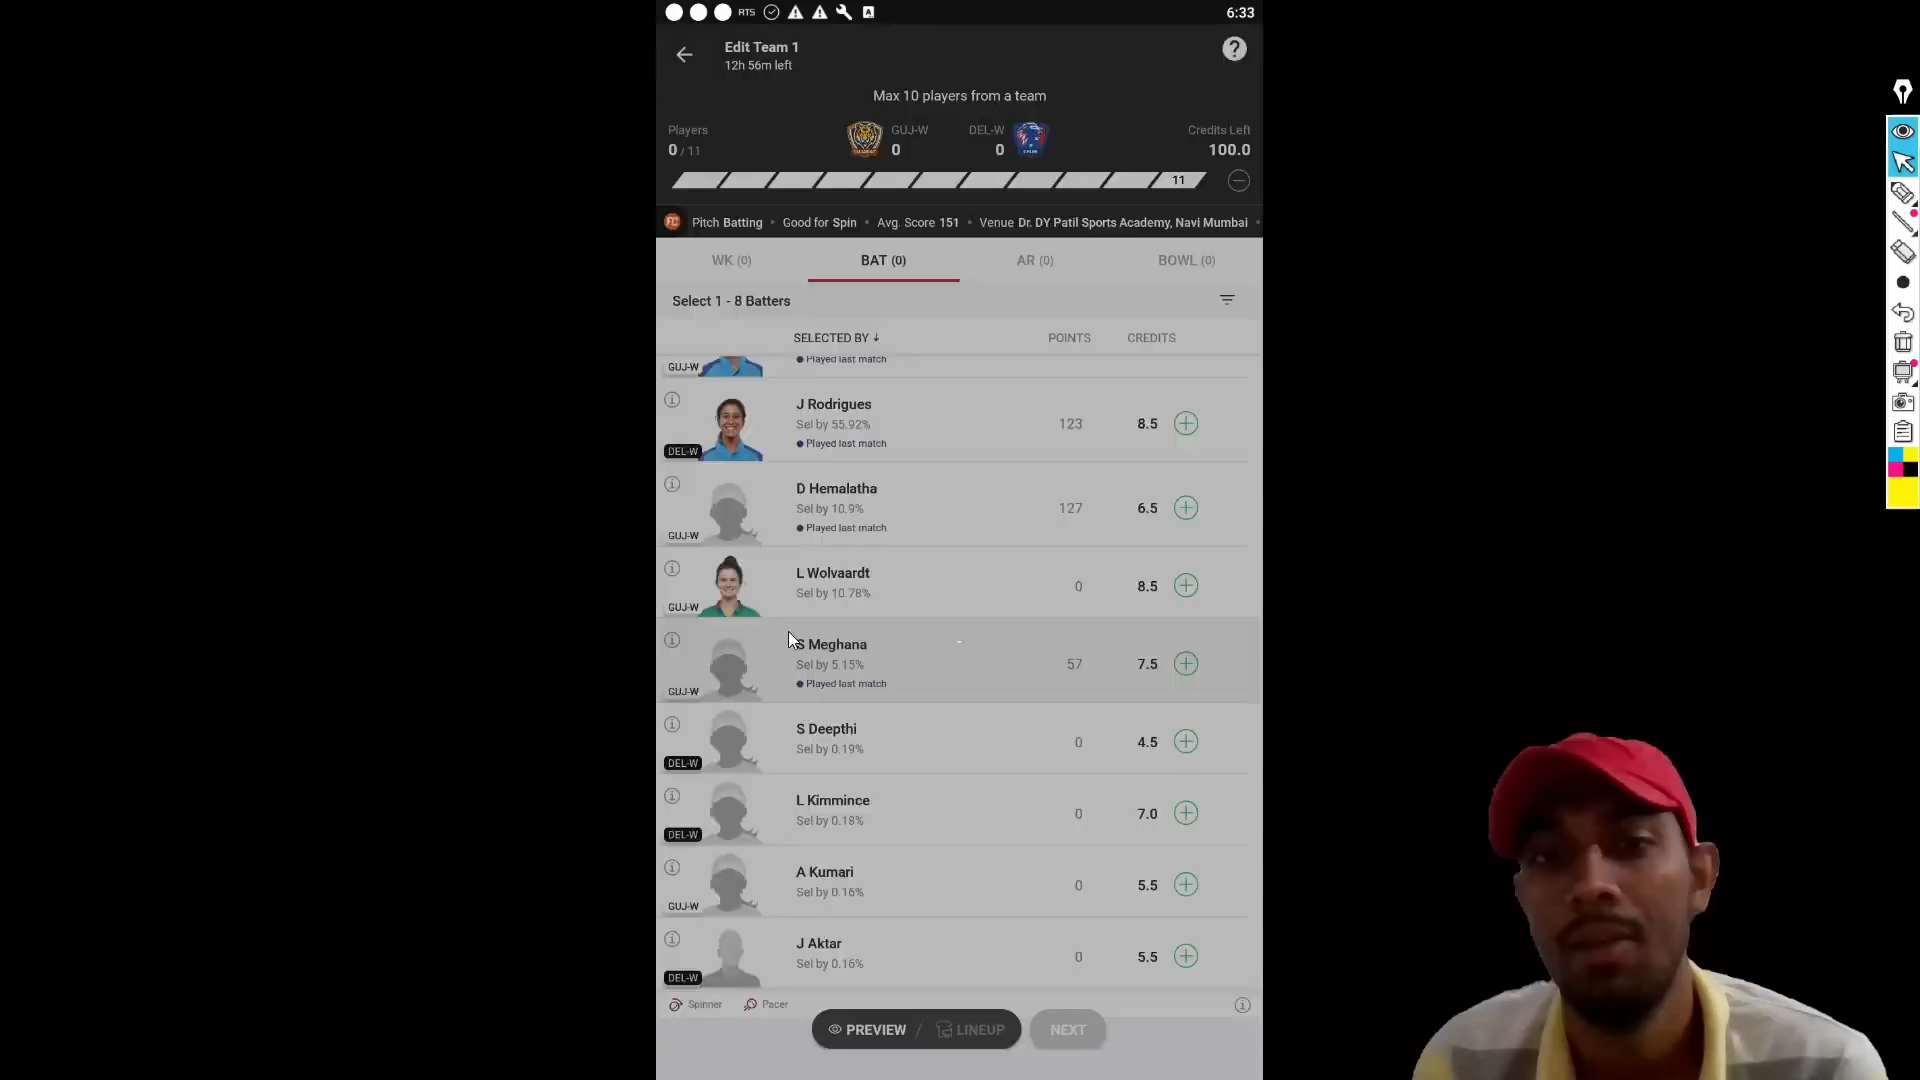 RTS
6:33
Edit Team 1
12h 56m left
Max 10 players from a team
Players
0 / 11
GUJ-W
0
DEL-W
0
Credits Left
100.0
11
Pitch Batting • Good for Spin • Avg. Score 151 • Venue Dr. DY Patil Sports Academy, Navi Mumbai
WK (0)
BAT (0)
AR (0)
BOWL (0)
Select 1 - 8 Batters
SELECTED BY ↓
POINTS
CREDITS
GUJ-W
Played last match
J Rodrigues
Sel by 55.92%
Played last match
DEL-W
123
8.5
D Hemalatha
Sel by 10.9%
Played last match
GUJ-W
127
6.5
L Wolvaardt
Sel by 10.78%
GUJ-W
0
8.5
S Meghana
Sel by 5.15%
Played last match
GUJ-W
57
7.5
S Deepthi
Sel by 0.19%
DEL-W
0
4.5
L Kimmince
Sel by 0.18%
DEL-W
0
7.0
A Kumari
Sel by 0.16%
GUJ-W
0
5.5
J Aktar
Sel by 0.16%
DEL-W
0
5.5
Spinner
Pacer
PREVIEW / LINEUP
NEXT